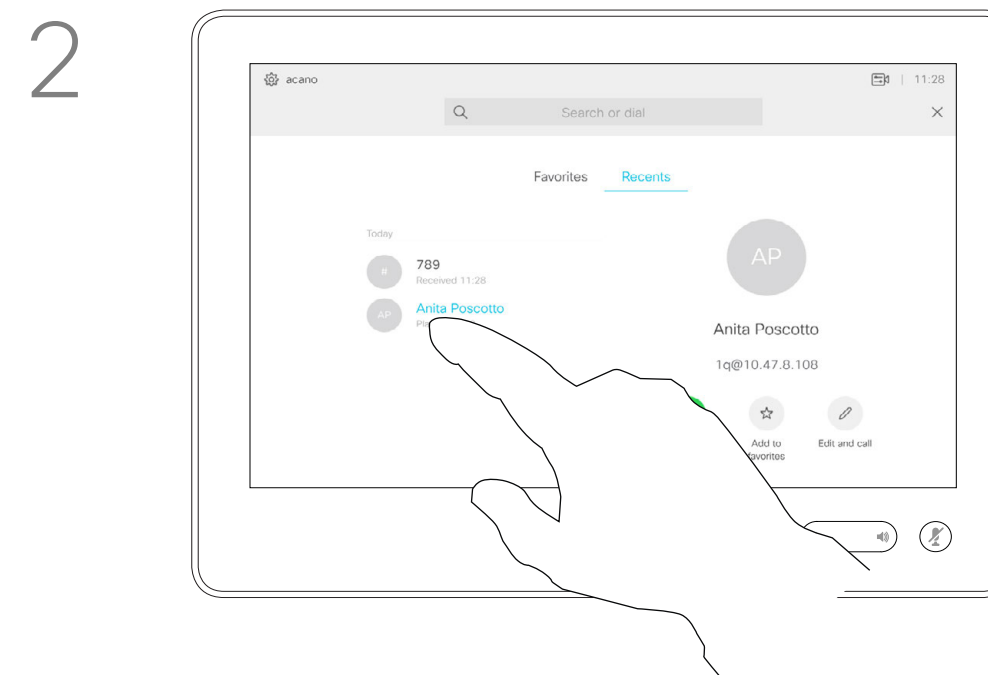 2
acano 11:28
Search or dial
Favorites Recents
Today
#
789
Received 11:28
AP
Anita Poscotto
AP
Anita Poscotto
1q@10.47.8.108
Add to
favorites
Edit and call